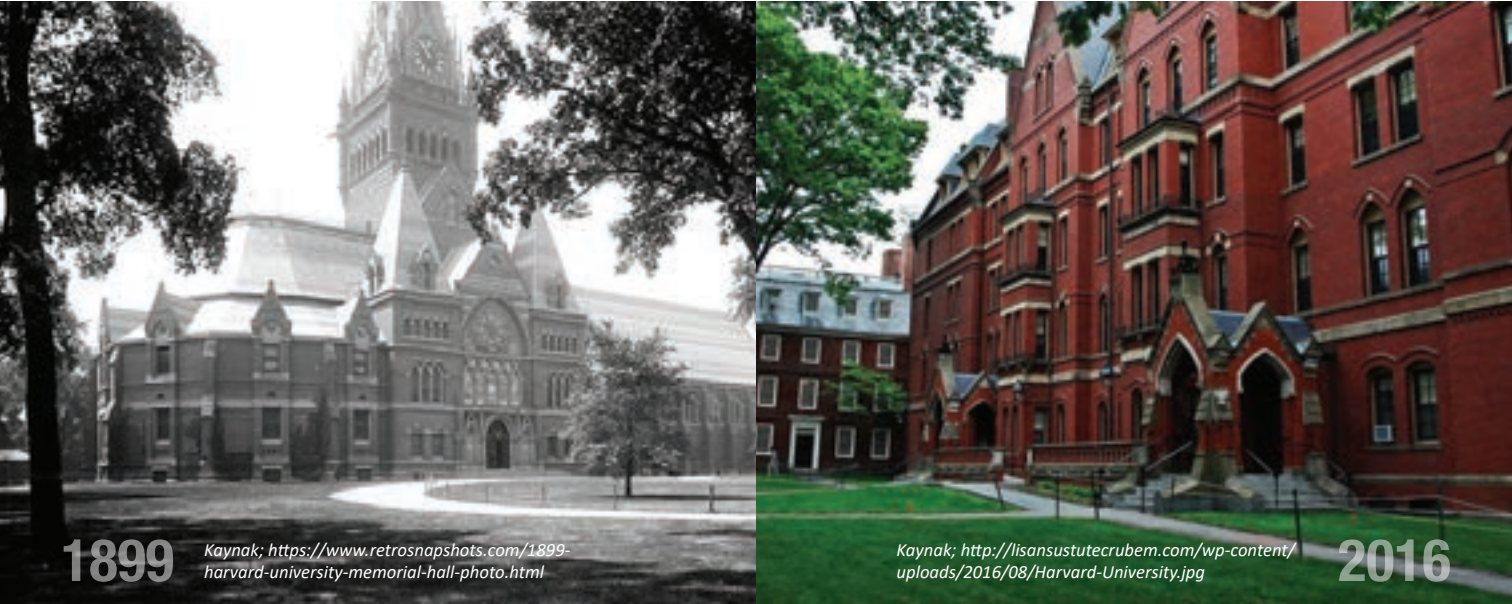 1899
Kaynak; https://www.retrosnapshots.com/1899-
harvard-university-memorial-hall-photo.html
Kaynak; http://lisansustutecrubem.com/wp-content/
uploads/2016/08/Harvard-University.jpg
2016